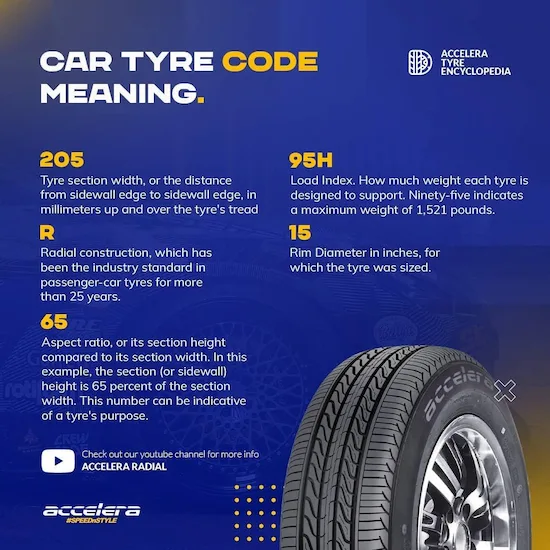 CAR TYRE CODE
MEANING.
ACCELERA
TYRE
ENCYCLOPEDIA
205
Tyre section width, or the distance
from sidewall edge to sidewall edge, in
millimeters up and over the tyre's tread
R
Radial construction, which has
been the industry standard in
passenger-car tyres for more
than 25 years.
65
Aspect ratio, or its section height
compared to its section width. In this
example, the section (or sidewall)
height is 65 percent of the section
width. This number can be indicative
of a tyre's purpose.
95H
Load Index. How much weight each tyre is
designed to support. Ninety-five indicates
a maximum weight of 1,521 pounds.
15
Rim Diameter in inches, for
which the tyre was sized.
accelera
Check out our youtube channel for more info
ACCELERA RADIAL
accelera
#SPEEDnSTYLE